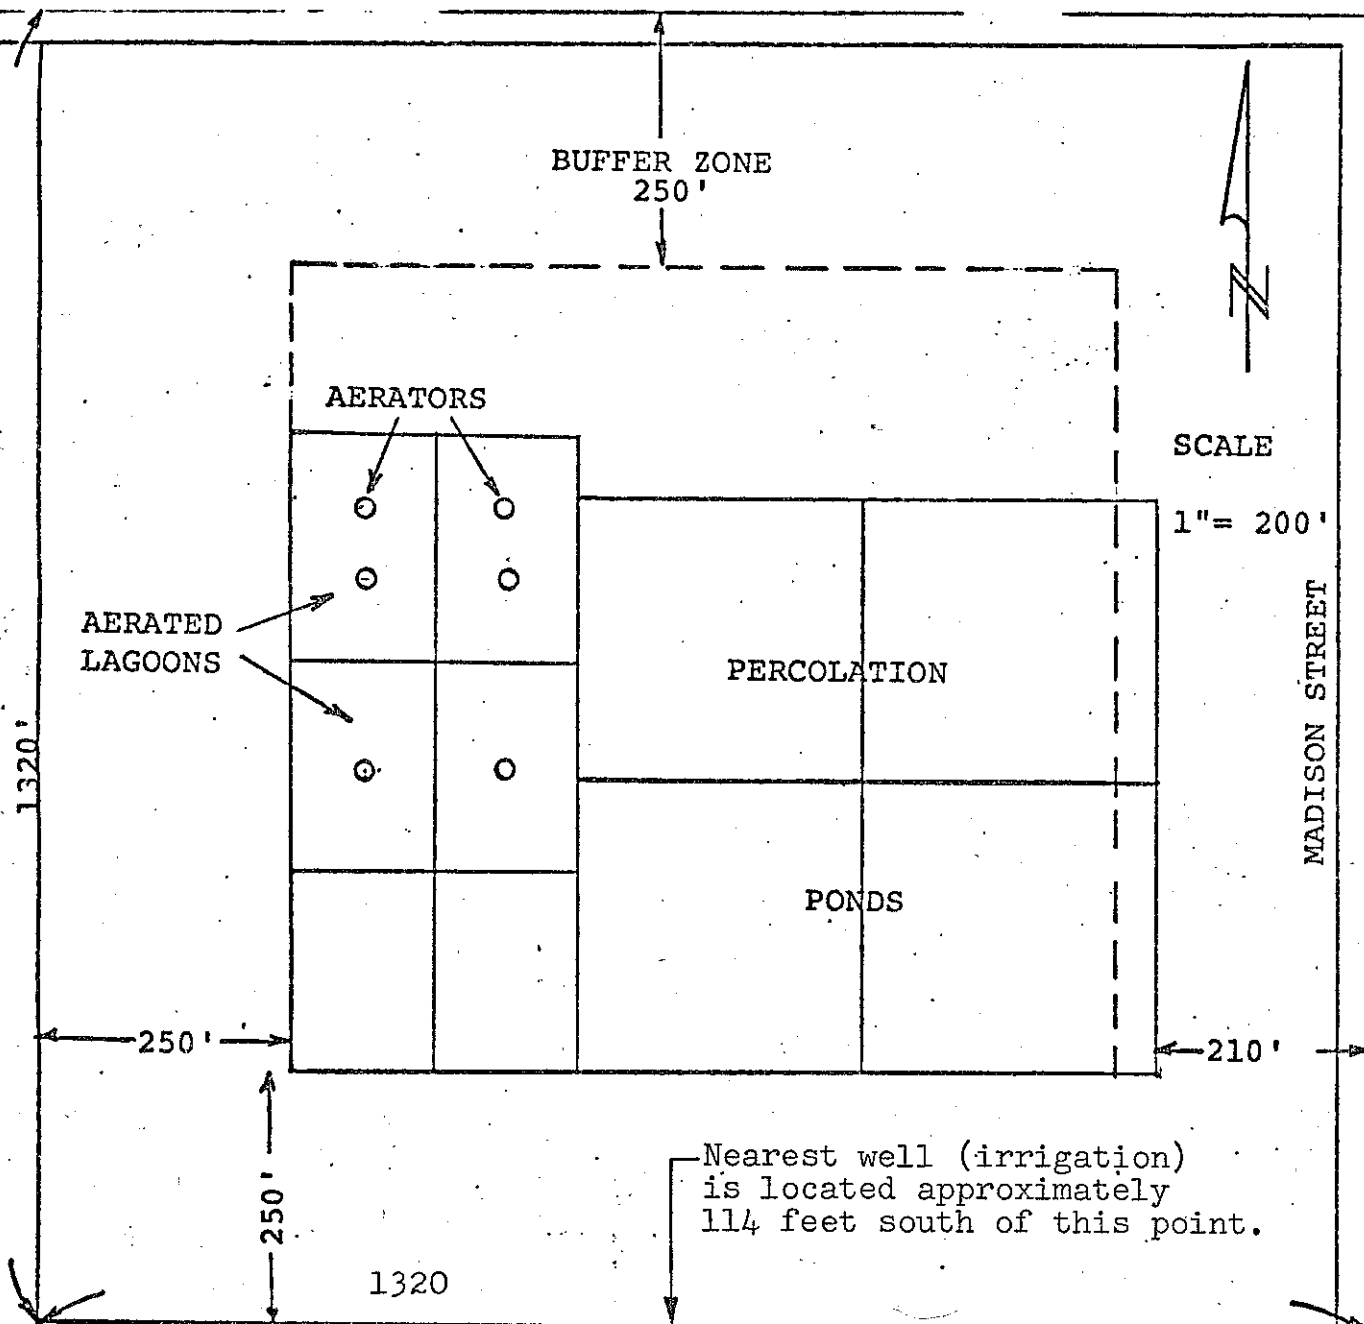 BUFFER ZONE
250'
N
AERATORS
SCALE
1"= 200'
AERATED
LAGOONS
PERCOLATION
MADISON STREET
1320'
PONDS
250'
210'
250'
Nearest well (irrigation)
is located approximately
114 feet south of this point.
1320